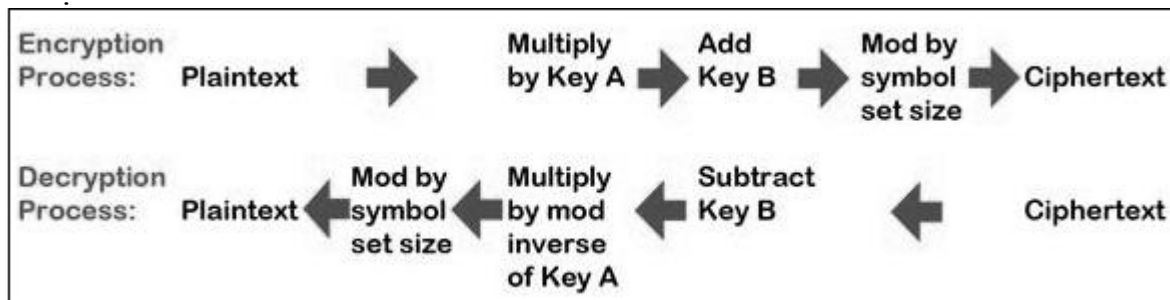 Encryption Process: Plaintext Multiply by Key A Add Key B Mod by symbol set size Ciphertext
Decryption Process: Plaintext Mod by symbol set size Multiply by mod inverse of Key A Subtract Key B Ciphertext